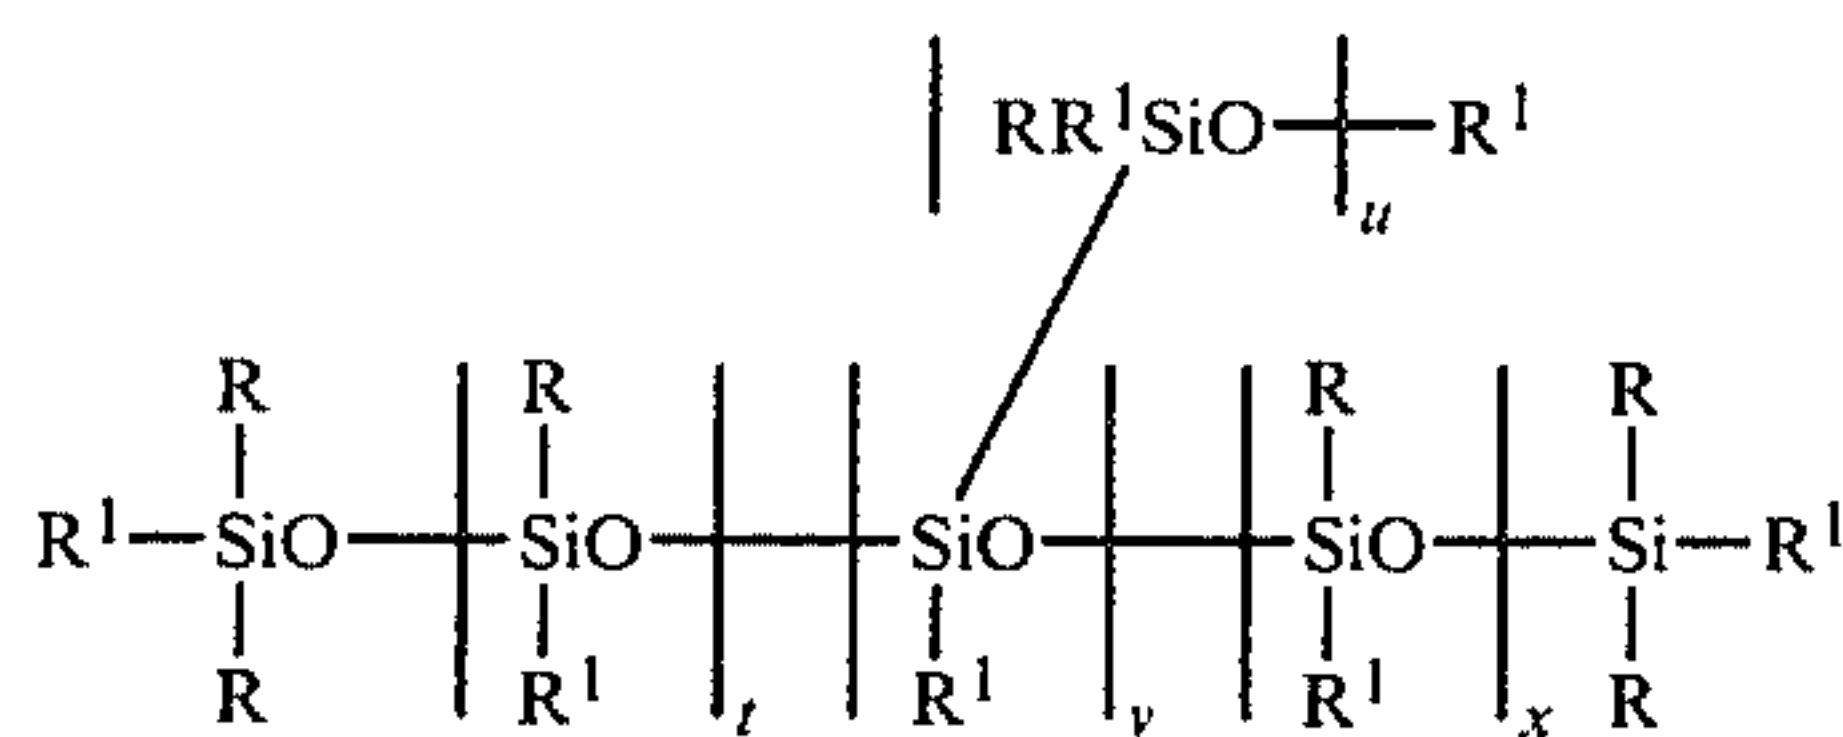 RR¹SiO—R¹
u
R R R R
R¹—SiO—SiO—SiO—SiO—Si—R¹
R R¹ R¹ R¹ R
t v x